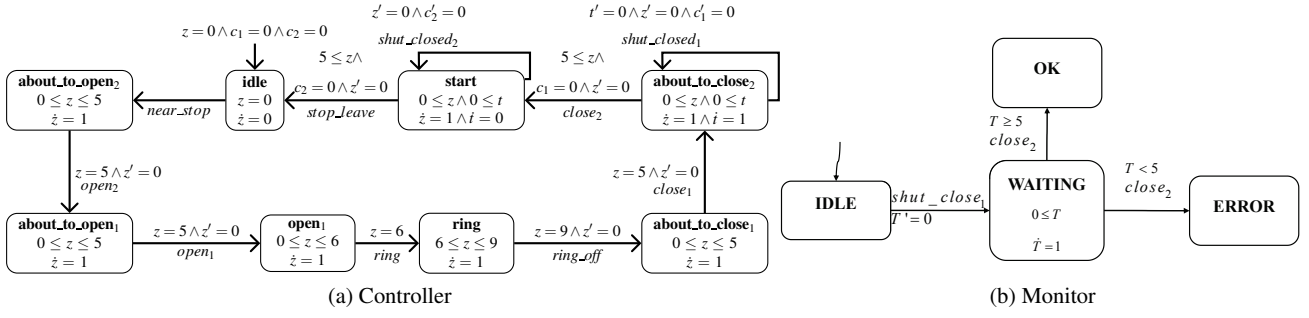 z′ = 0 ∧ c′₂ = 0
t′ = 0 ∧ z′ = 0 ∧ c′₁ = 0
z = 0 ∧ c₁ = 0 ∧ c₂ = 0
shut_closed₂
shut_closed₁
5 ≤ z∧
5 ≤ z∧
about_to_open₂
0 ≤ z ≤ 5
ż = 1
near_stop
idle
z = 0
ż = 0
c₂ = 0 ∧ z′ = 0
stop_leave
start
0 ≤ z ∧ 0 ≤ t
ż = 1 ∧ ṫ = 0
c₁ = 0 ∧ z′ = 0
close₂
about_to_close₂
0 ≤ z ∧ 0 ≤ t
ż = 1 ∧ ṫ = 1
z = 5 ∧ z′ = 0
open₂
z = 5 ∧ z′ = 0
close₁
about_to_open₁
0 ≤ z ≤ 5
ż = 1
z = 5 ∧ z′ = 0
open₁
open₁
0 ≤ z ≤ 6
ż = 1
z = 6
ring
ring
6 ≤ z ≤ 9
ż = 1
z = 9 ∧ z′ = 0
ring_off
about_to_close₁
0 ≤ z ≤ 5
ż = 1
(a) Controller
OK
T ≥ 5
close₂
IDLE
shut_close₁
T '= 0
WAITING
0 ≤ T
Ṫ = 1
T < 5
close₂
ERROR
(b) Monitor